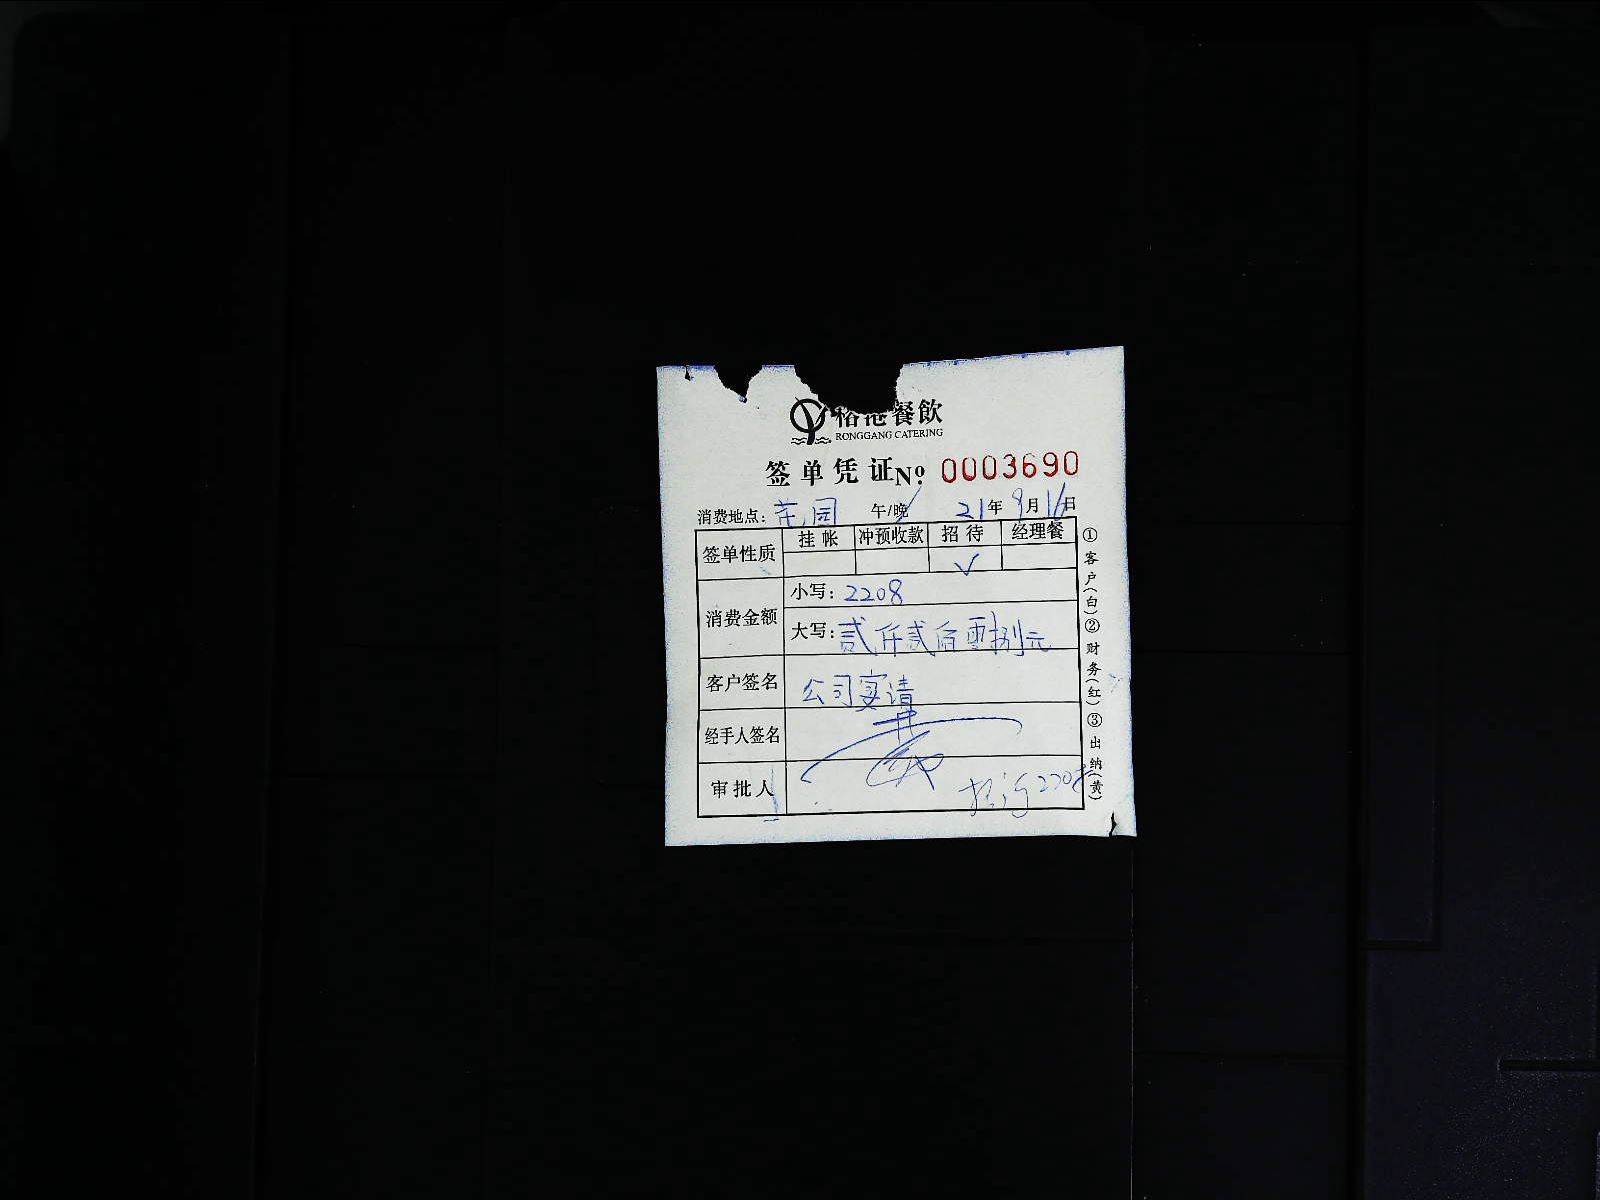 榕港餐飲
RONGGANG CATERING
签单凭证 № 0003690
消费地点：花园 午/晚 21年9月16日
签单性质 挂帐 冲预收款 招待 经理餐
√
消费金额 小写：2208
大写：贰仟贰佰零捌元
客户签名 公司宴请
经手人签名
审批人
①客户(白)②财务(红)③出纳(黄)